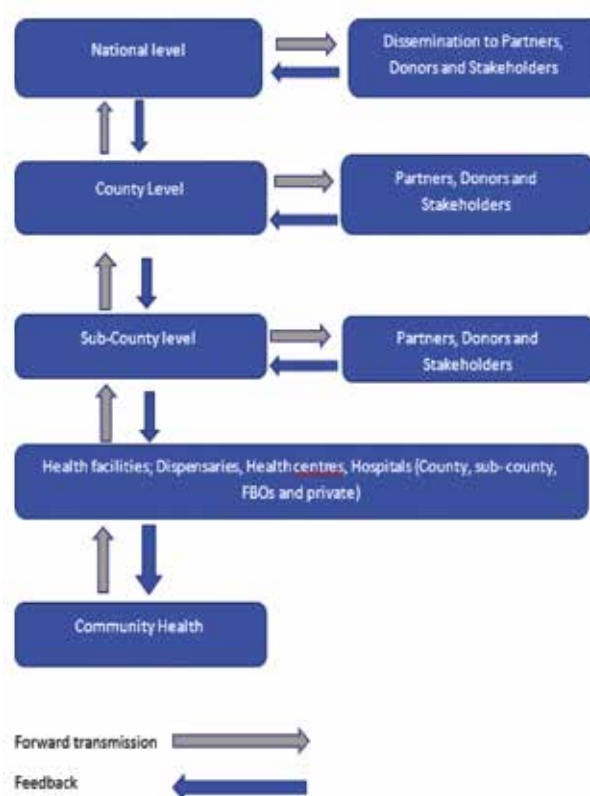 National level
Dissemination to Partners,
Donors and Stakeholders
County Level
Partners, Donors and
Stakeholders
Sub-County level
Partners, Donors and
Stakeholders
Health facilities; Dispensaries, Health centres, Hospitals (County, sub- county,
FBOs and private)
Community Health
Forward transmission
Feedback